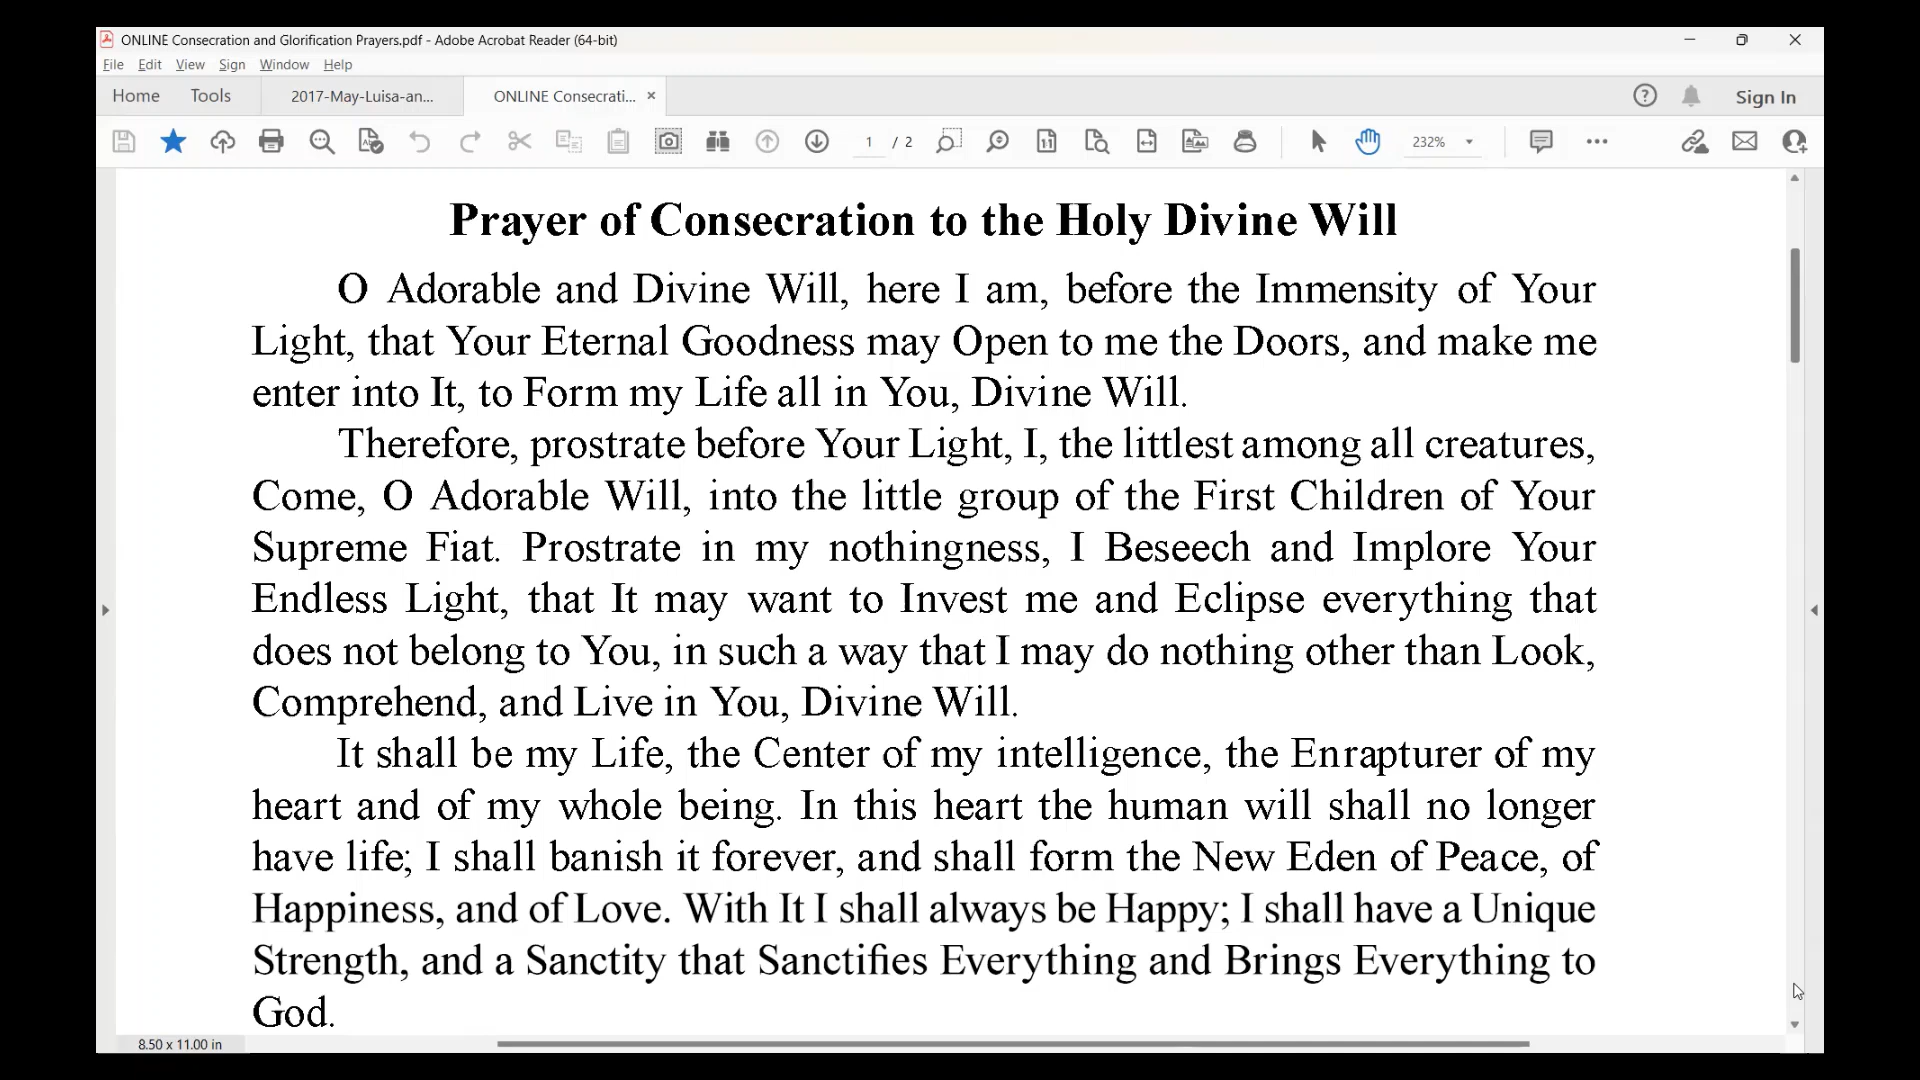 ONLINE Consecration and Glorification Prayers.pdf - Adobe Acrobat Reader (64-bit)
File Edit View Sign Window Help
Home Tools 2017-May-Luisa-an... ONLINE Consecrati... × Sign In
1 / 2 232%
Prayer of Consecration to the Holy Divine Will
O Adorable and Divine Will, here I am, before the Immensity of Your
Light, that Your Eternal Goodness may Open to me the Doors, and make me
enter into It, to Form my Life all in You, Divine Will.
Therefore, prostrate before Your Light, I, the littlest among all creatures,
Come, O Adorable Will, into the little group of the First Children of Your
Supreme Fiat. Prostrate in my nothingness, I Beseech and Implore Your
Endless Light, that It may want to Invest me and Eclipse everything that
does not belong to You, in such a way that I may do nothing other than Look,
Comprehend, and Live in You, Divine Will.
It shall be my Life, the Center of my intelligence, the Enrapturer of my
heart and of my whole being. In this heart the human will shall no longer
have life; I shall banish it forever, and shall form the New Eden of Peace, of
Happiness, and of Love. With It I shall always be Happy; I shall have a Unique
Strength, and a Sanctity that Sanctifies Everything and Brings Everything to
God.
8.50 x 11.00 in